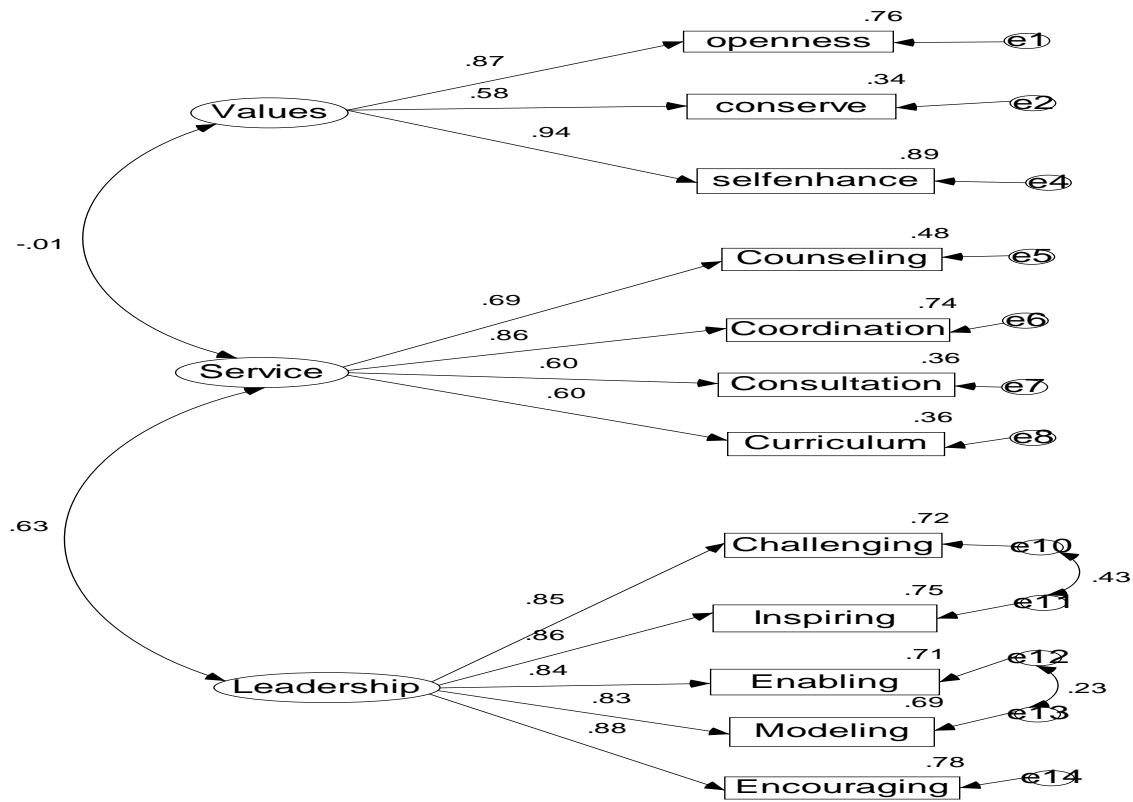 .76
openness
e1
.87
.58
.34
conserve
e2
Values
.94
.89
selfenhance
e4
-.01
.48
Counseling
e5
.69
.74
Coordination
e6
.86
Service
.60
.36
Consultation
e7
.60
.36
Curriculum
e8
.63
.72
Challenging
e10
.43
.85
.75
Inspiring
e11
.86
.71
Enabling
e12
.84
Leadership
.23
.69
Modeling
e13
.83
.88
.78
Encouraging
e14